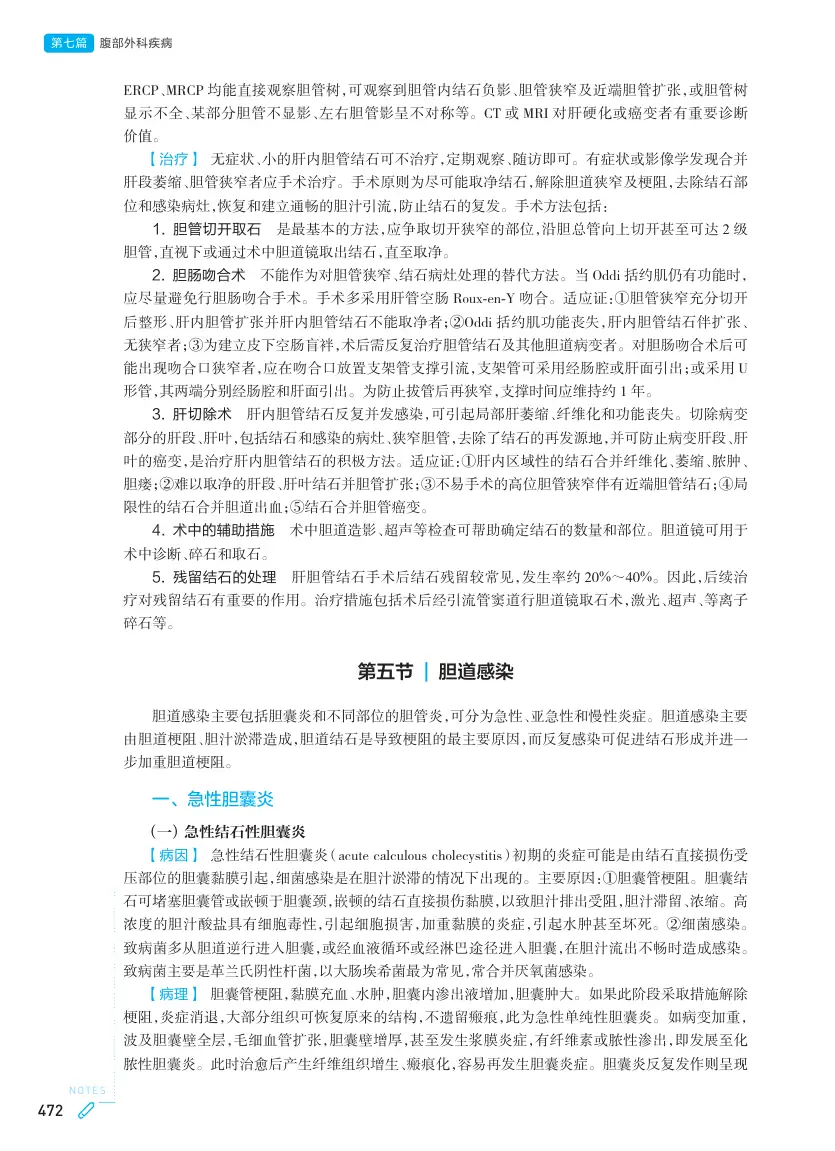 第七篇 腹部外科疾病
ERCP、MRCP 均能直接观察胆管树,可观察到胆管内结石负影、胆管狭窄及近端胆管扩张,或胆管树
显示不全、某部分胆管不显影、左右胆管影呈不对称等。CT 或 MRI 对肝硬化或癌变者有重要诊断
价值。
【治疗】 无症状、小的肝内胆管结石可不治疗,定期观察、随访即可。有症状或影像学发现合并
肝段萎缩、胆管狭窄者应手术治疗。手术原则为尽可能取净结石,解除胆道狭窄及梗阻,去除结石部
位和感染病灶,恢复和建立通畅的胆汁引流,防止结石的复发。手术方法包括:
1. 胆管切开取石 是最基本的方法,应争取切开狭窄的部位,沿胆总管向上切开甚至可达 2 级
胆管,直视下或通过术中胆道镜取出结石,直至取净。
2. 胆肠吻合术 不能作为对胆管狭窄、结石病灶处理的替代方法。当 Oddi 括约肌仍有功能时,
应尽量避免行胆肠吻合手术。手术多采用肝管空肠 Roux-en-Y 吻合。适应证:①胆管狭窄充分切开
后整形、肝内胆管扩张并肝内胆管结石不能取净者;②Oddi 括约肌功能丧失,肝内胆管结石伴扩张、
无狭窄者;③为建立皮下空肠盲袢,术后需反复治疗胆管结石及其他胆道病变者。对胆肠吻合术后可
能出现吻合口狭窄者,应在吻合口放置支架管支撑引流,支架管可采用经肠腔或肝面引出;或采用 U
形管,其两端分别经肠腔和肝面引出。为防止拔管后再狭窄,支撑时间应维持约 1 年。
3. 肝切除术 肝内胆管结石反复并发感染,可引起局部肝萎缩、纤维化和功能丧失。切除病变
部分的肝段、肝叶,包括结石和感染的病灶、狭窄胆管,去除了结石的再发源地,并可防止病变肝段、肝
叶的癌变,是治疗肝内胆管结石的积极方法。适应证:①肝内区域性的结石合并纤维化、萎缩、脓肿、
胆瘘;②难以取净的肝段、肝叶结石并胆管扩张;③不易手术的高位胆管狭窄伴有近端胆管结石;④局
限性的结石合并胆道出血;⑤结石合并胆管癌变。
4. 术中的辅助措施 术中胆道造影、超声等检查可帮助确定结石的数量和部位。胆道镜可用于
术中诊断、碎石和取石。
5. 残留结石的处理 肝胆管结石手术后结石残留较常见,发生率约 20%～40%。因此,后续治
疗对残留结石有重要的作用。治疗措施包括术后经引流管窦道行胆道镜取石术,激光、超声、等离子
碎石等。
第五节 | 胆道感染
胆道感染主要包括胆囊炎和不同部位的胆管炎,可分为急性、亚急性和慢性炎症。胆道感染主要
由胆道梗阻、胆汁淤滞造成,胆道结石是导致梗阻的最主要原因,而反复感染可促进结石形成并进一
步加重胆道梗阻。
一、急性胆囊炎
（一）急性结石性胆囊炎
【病因】 急性结石性胆囊炎（acute calculous cholecystitis）初期的炎症可能是由结石直接损伤受
压部位的胆囊黏膜引起,细菌感染是在胆汁淤滞的情况下出现的。主要原因:①胆囊管梗阻。胆囊结
石可堵塞胆囊管或嵌顿于胆囊颈,嵌顿的结石直接损伤黏膜,以致胆汁排出受阻,胆汁滞留、浓缩。高
浓度的胆汁酸盐具有细胞毒性,引起细胞损害,加重黏膜的炎症,引起水肿甚至坏死。②细菌感染。
致病菌多从胆道逆行进入胆囊,或经血液循环或经淋巴途径进入胆囊,在胆汁流出不畅时造成感染。
致病菌主要是革兰氏阴性杆菌,以大肠埃希菌最为常见,常合并厌氧菌感染。
【病理】 胆囊管梗阻,黏膜充血、水肿,胆囊内渗出液增加,胆囊肿大。如果此阶段采取措施解除
梗阻,炎症消退,大部分组织可恢复原来的结构,不遗留瘢痕,此为急性单纯性胆囊炎。如病变加重,
波及胆囊壁全层,毛细血管扩张,胆囊壁增厚,甚至发生浆膜炎症,有纤维素或脓性渗出,即发展至化
脓性胆囊炎。此时治愈后产生纤维组织增生、瘢痕化,容易再发生胆囊炎症。胆囊炎反复发作则呈现
NOTES
472